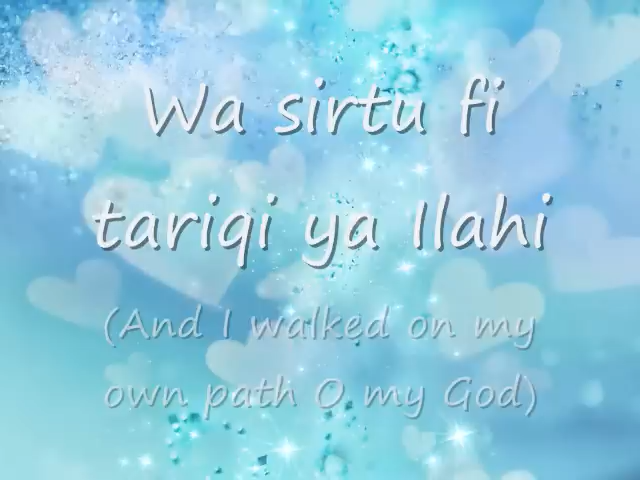 Wa sirtu fi
tariqi ya Ilahi
(And I walked on my
own path O my God)